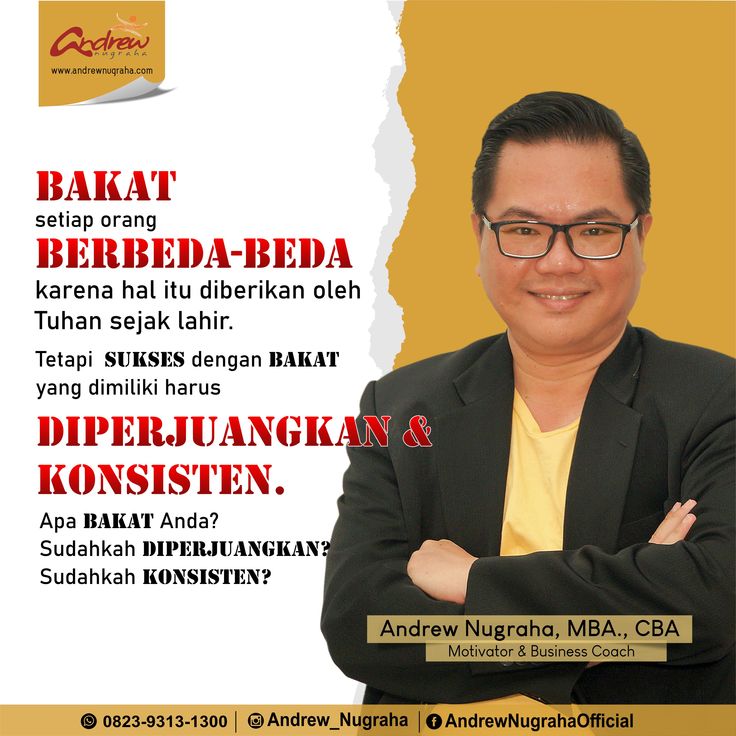 Andrew
nugraha
www.andrewnugraha.com
BAKAT
setiap orang
BERBEDA-BEDA
karena hal itu diberikan oleh
Tuhan sejak lahir.
Tetapi SUKSES dengan BAKAT
yang dimiliki harus
DIPERJUANGKAN &
KONSISTEN.
Apa BAKAT Anda?
Sudahkah DIPERJUANGKAN?
Sudahkah KONSISTEN?
Andrew Nugraha, MBA., CBA
Motivator & Business Coach
0823-9313-1300 | Andrew_Nugraha | AndrewNugrahaOfficial